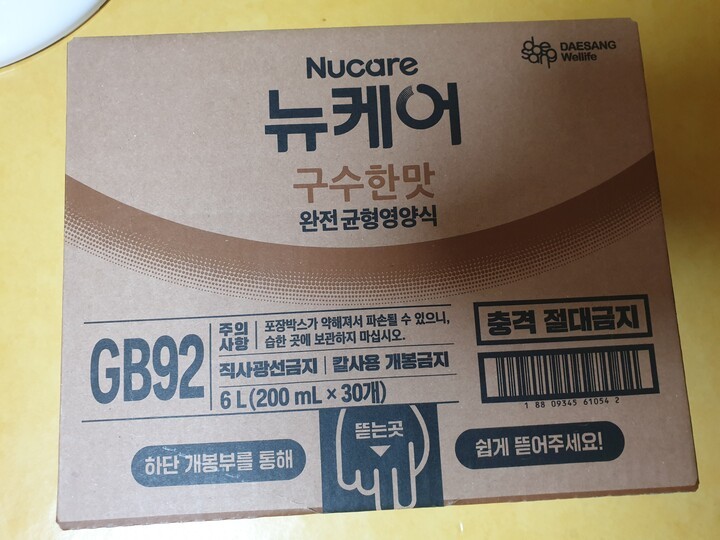 Nucare
DAESANG
Wellife
뉴케어
구수한맛
완전 균형영양식
GB92
주의
사항
포장박스가 약해져서 파손될 수 있으니,
습한 곳에 보관하지 마십시오.
직사광선금지 | 칼사용 개봉금지
6 L (200 mL × 30개)
충격 절대금지
1 88 09345 61054 2
하단 개봉부를 통해
뜯는곳
쉽게 뜯어주세요!